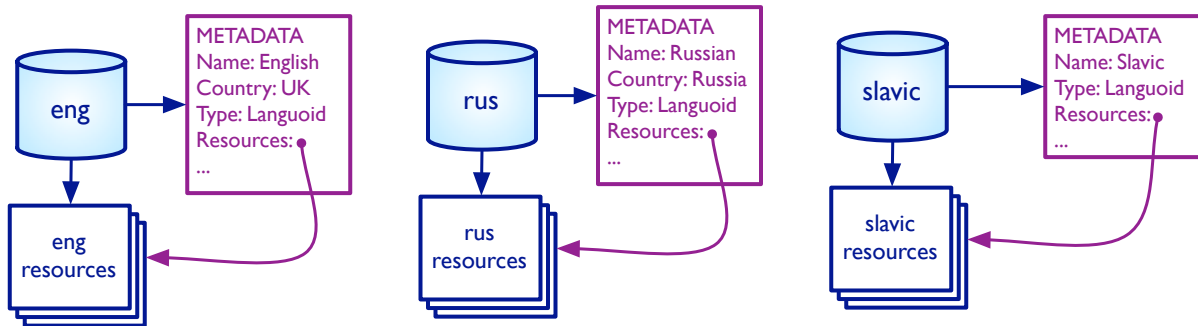 eng
METADATA
Name: English
Country: UK
Type: Languoid
Resources:
...
eng
resources
rus
METADATA
Name: Russian
Country: Russia
Type: Languoid
Resources:
...
rus
resources
slavic
METADATA
Name: Slavic
Type: Languoid
Resources:
...
slavic
resources